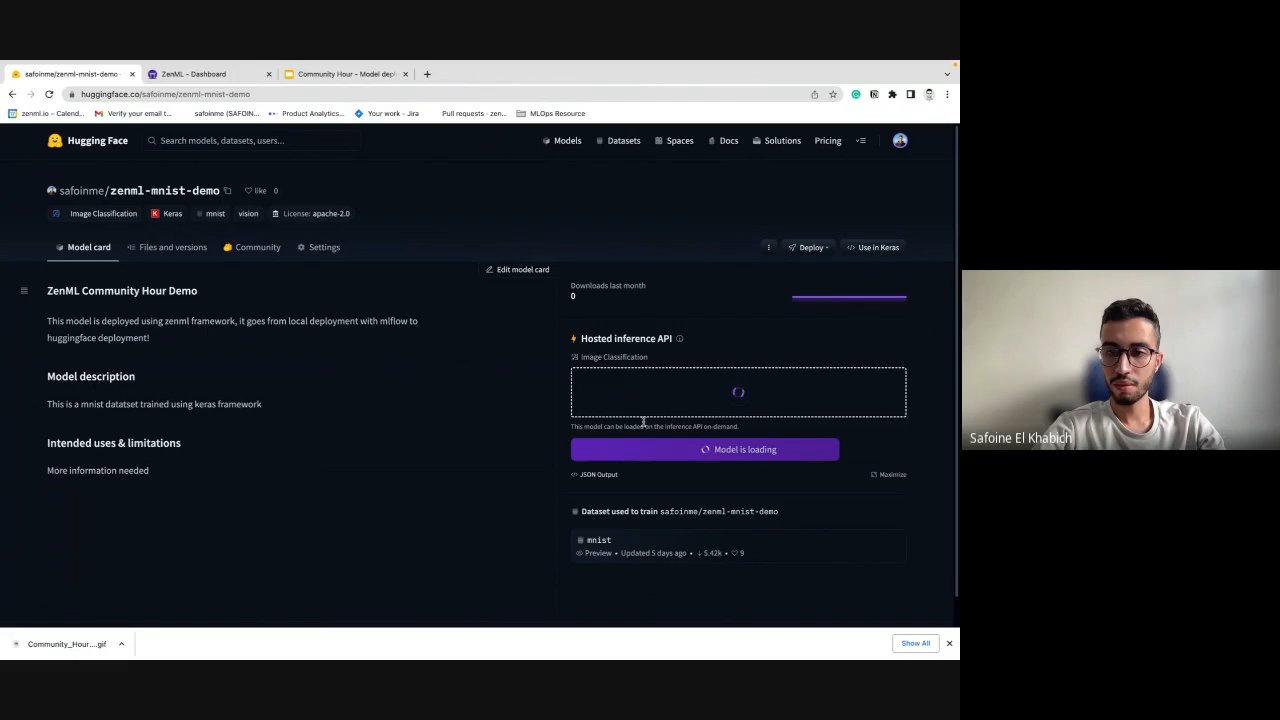 safoinme/zenml-mnist-demo
ZenML - Dashboard
Community Hour - Model dep
huggingface.co/safoinme/zenml-mnist-demo
zenml.io - Calend...
Verify your email t...
safoinme (SAFOIN...
Product Analytics...
Your work - Jira
Pull requests · zen...
MLOps Resource
Hugging Face
Search models, datasets, users...
Models
Datasets
Spaces
Docs
Solutions
Pricing
safoinme/zenml-mnist-demo
like
0
Image Classification
Keras
mnist
vision
License: apache-2.0
Model card
Files and versions
Community
Settings
Deploy
Use in Keras
Edit model card
ZenML Community Hour Demo
This model is deployed using zenml framework, it goes from local deployment with mlflow to
huggingface deployment!
Model description
This is a mnist datatset trained using keras framework
Intended uses & limitations
More information needed
Downloads last month
0
Hosted inference API
Image Classification
This model can be loaded on the Inference API on-demand.
Model is loading
JSON Output
Maximize
Dataset used to train safoinme/zenml-mnist-demo
mnist
Preview • Updated 5 days ago • 5.42k • 9
Safoine El Khabich
Community_Hour....gif
Show All